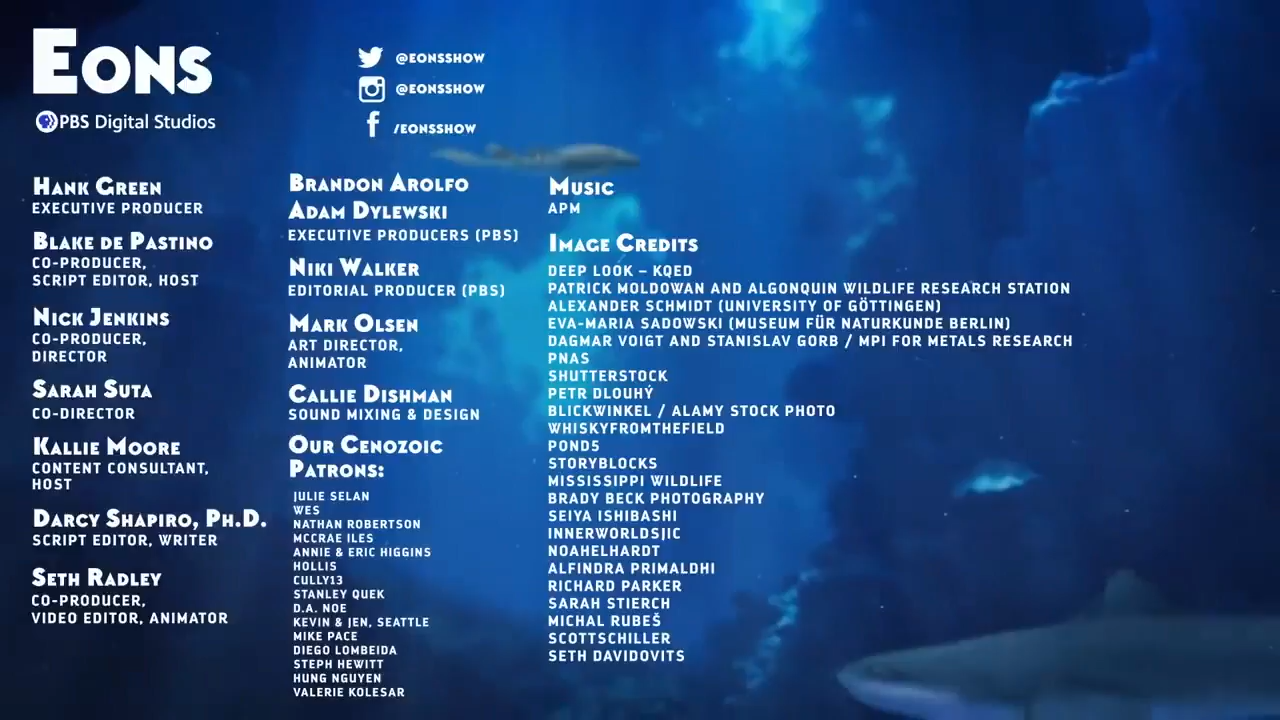 EONS
PBS Digital Studios
@EONSSHOW
@EONSSHOW
/EONSSHOW
HANK GREEN
EXECUTIVE PRODUCER
BLAKE DE PASTINO
CO-PRODUCER,
SCRIPT EDITOR, HOST
NICK JENKINS
CO-PRODUCER,
DIRECTOR
SARAH SUTA
CO-DIRECTOR
KALLIE MOORE
CONTENT CONSULTANT,
HOST
DARCY SHAPIRO, PH.D.
SCRIPT EDITOR, WRITER
SETH RADLEY
CO-PRODUCER,
VIDEO EDITOR, ANIMATOR
BRANDON AROLFO
ADAM DYLEWSKI
EXECUTIVE PRODUCERS (PBS)
NIKI WALKER
EDITORIAL PRODUCER (PBS)
MARK OLSEN
ART DIRECTOR,
ANIMATOR
CALLIE DISHMAN
SOUND MIXING & DESIGN
OUR CENOZOIC
PATRONS:
JULIE SELAN
WES
NATHAN ROBERTSON
MCCRAE ILES
ANNIE & ERIC HIGGINS
HOLLIS
CULLY13
STANLEY QUEK
D.A. NOE
KEVIN & JEN, SEATTLE
MIKE PACE
DIEGO LOMBEIDA
STEPH HEWITT
HUNG NGUYEN
VALERIE KOLESAR
MUSIC
APM
IMAGE CREDITS
DEEP LOOK – KQED
PATRICK MOLDOWAN AND ALGONQUIN WILDLIFE RESEARCH STATION
ALEXANDER SCHMIDT (UNIVERSITY OF GÖTTINGEN)
EVA-MARIA SADOWSKI (MUSEUM FÜR NATURKUNDE BERLIN)
DAGMAR VOIGT AND STANISLAV GORB / MPI FOR METALS RESEARCH
PNAS
SHUTTERSTOCK
PETR DLOUHÝ
BLICKWINKEL / ALAMY STOCK PHOTO
WHISKYFROMTHEFIELD
POND5
STORYBLOCKS
MISSISSIPPI WILDLIFE
BRADY BECK PHOTOGRAPHY
SEIYA ISHIBASHI
INNERWORLDSJIC
NOAHELHARDT
ALFINDRA PRIMALDHI
RICHARD PARKER
SARAH STIERCH
MICHAL RUBEŠ
SCOTTSCHILLER
SETH DAVIDOVITS